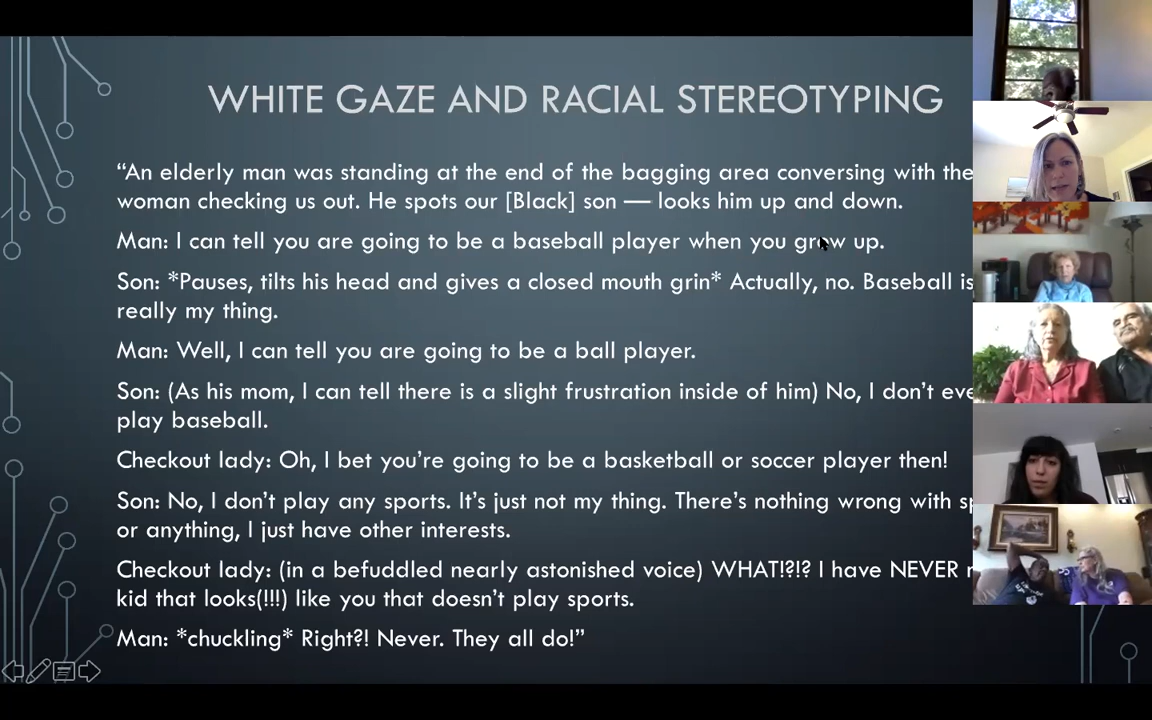 WHITE GAZE AND RACIAL STEREOTYPING
“An elderly man was standing at the end of the bagging area conversing with the
woman checking us out. He spots our [Black] son — looks him up and down.
Man: I can tell you are going to be a baseball player when you grow up.
Son: *Pauses, tilts his head and gives a closed mouth grin* Actually, no. Baseball is
really my thing.
Man: Well, I can tell you are going to be a ball player.
Son: (As his mom, I can tell there is a slight frustration inside of him) No, I don’t
play baseball.
Checkout lady: Oh, I bet you’re going to be a basketball or soccer player then!
Son: No, I don’t play any sports. It’s just not my thing. There’s nothing wrong with
or anything, I just have other interests.
Checkout lady: (in a befuddled nearly astonished voice) WHAT!?!? I have NEVER
kid that looks(!!!) like you that doesn’t play sports.
Man: *chuckling* Right?! Never. They all do!”